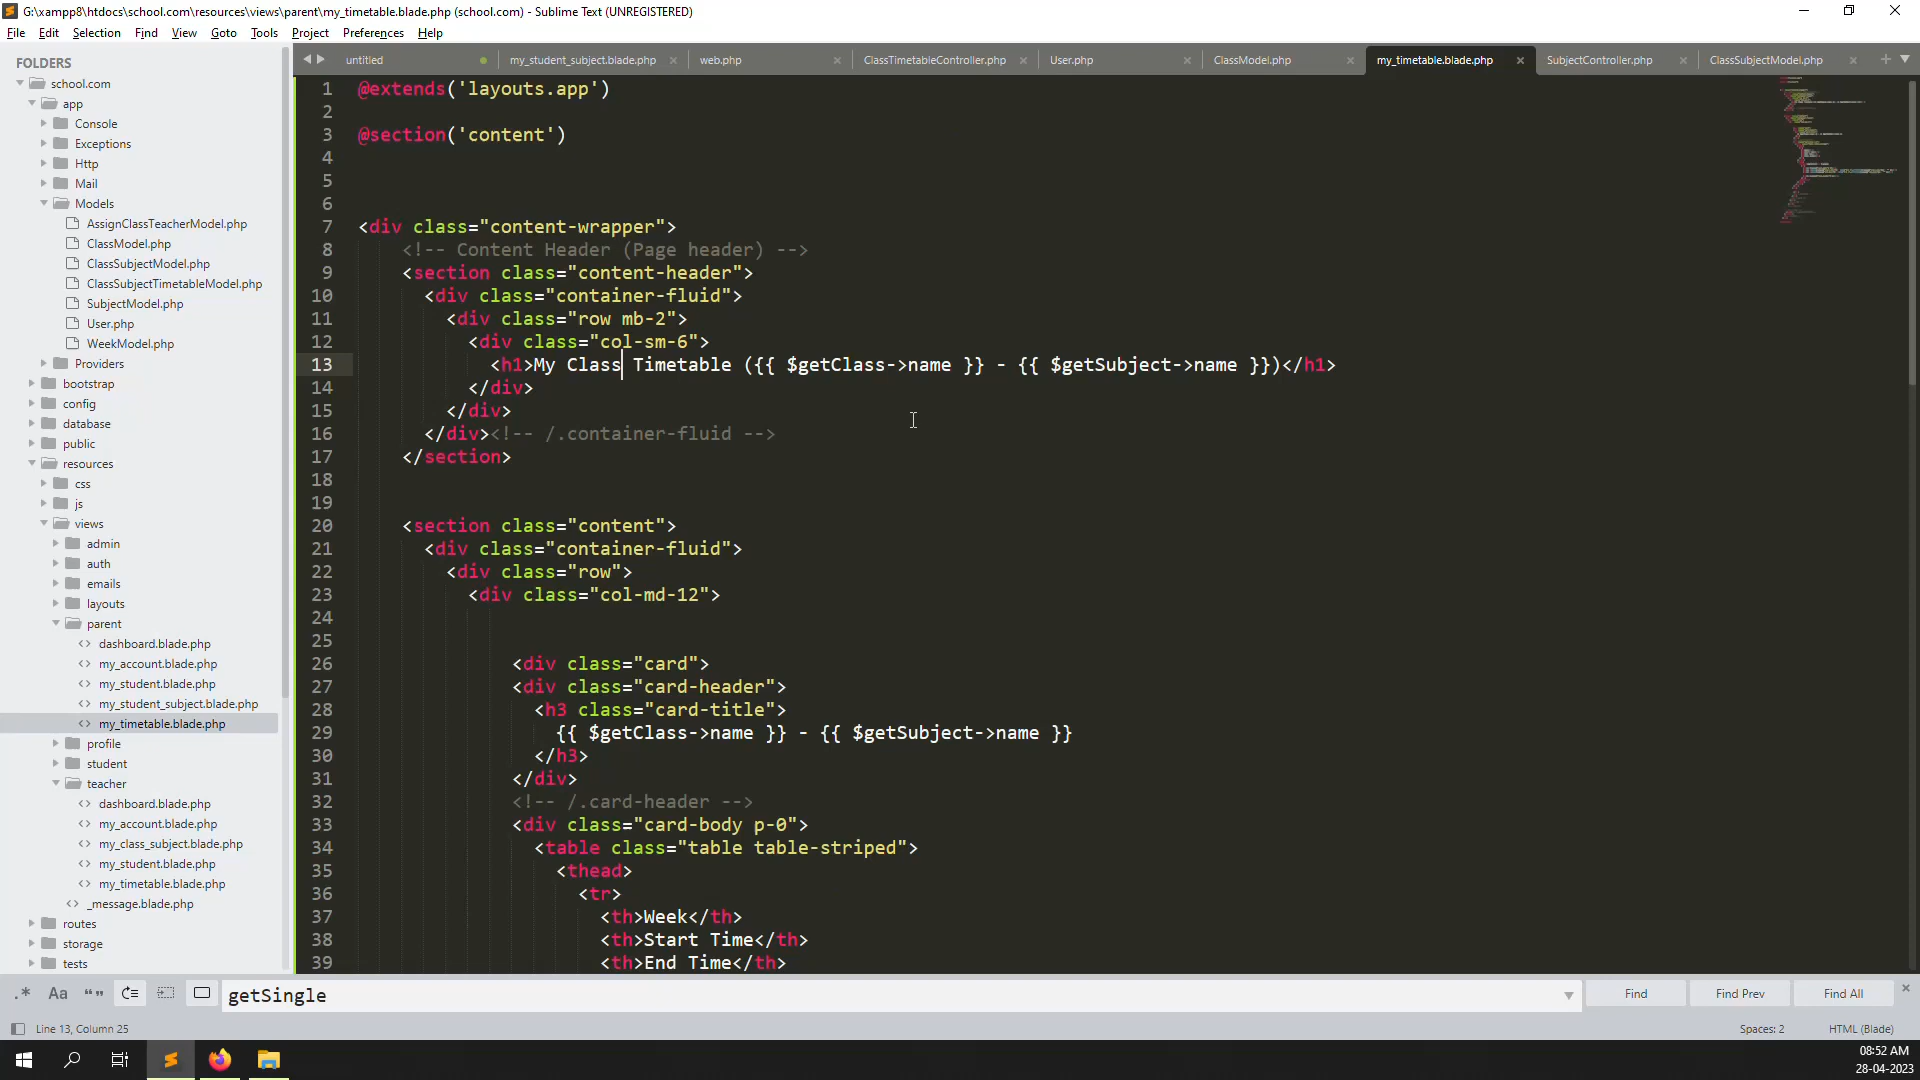 G:\xampp8\htdocs\school.com\resources\views\parent\my_timetable.blade.php (school.com) - Sublime Text (UNREGISTERED)
File Edit Selection Find View Goto Tools Project Preferences Help
FOLDERS
school.com
app
Console
Exceptions
Http
Mail
Models
AssignClassTeacherModel.php
ClassModel.php
ClassSubjectModel.php
ClassSubjectTimetableModel.php
SubjectModel.php
User.php
WeekModel.php
Providers
bootstrap
config
database
public
resources
css
js
views
admin
auth
emails
layouts
parent
dashboard.blade.php
my_account.blade.php
my_student.blade.php
my_student_subject.blade.php
my_timetable.blade.php
profile
student
teacher
dashboard.blade.php
my_account.blade.php
my_class_subject.blade.php
my_student.blade.php
my_timetable.blade.php
_message.blade.php
routes
storage
tests
untitled my_student_subject.blade.php web.php ClassTimetableController.php User.php ClassModel.php my_timetable.blade.php SubjectController.php ClassSubjectModel.php
1 @extends('layouts.app')
2
3 @section('content')
4
5
6
7 <div class="content-wrapper">
8 <!-- Content Header (Page header) -->
9 <section class="content-header">
10 <div class="container-fluid">
11 <div class="row mb-2">
12 <div class="col-sm-6">
13 <h1>My Class Timetable ({{ $getClass->name }} - {{ $getSubject->name }})</h1>
14 </div>
15 </div>
16 </div><!-- /.container-fluid -->
17 </section>
18
19
20 <section class="content">
21 <div class="container-fluid">
22 <div class="row">
23 <div class="col-md-12">
24
25
26 <div class="card">
27 <div class="card-header">
28 <h3 class="card-title">
29 {{ $getClass->name }} - {{ $getSubject->name }}
30 </h3>
31 </div>
32 <!-- /.card-header -->
33 <div class="card-body p-0">
34 <table class="table table-striped">
35 <thead>
36 <tr>
37 <th>Week</th>
38 <th>Start Time</th>
39 <th>End Time</th>
.* Aa "" getSingle Find Find Prev Find All
Line 13, Column 25 Spaces: 2 HTML (Blade)
08:52 AM
28-04-2023